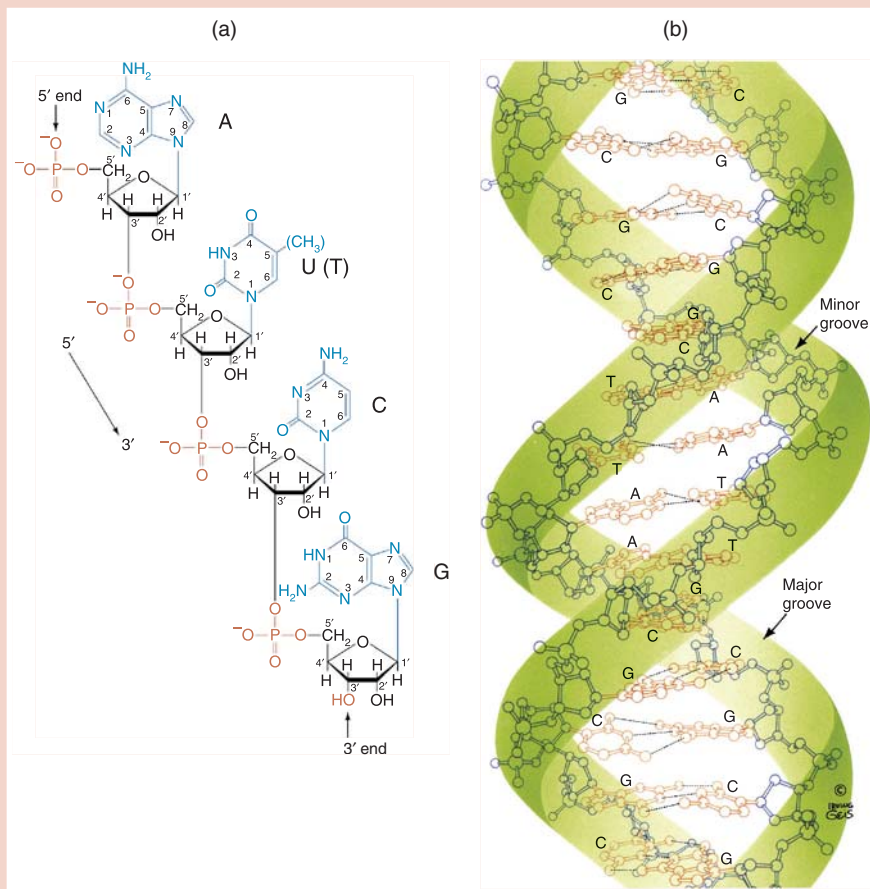 (a)
NH₂
5′ end
A
6
N
N
7
1
5
8
2
4
9
3
N
N
O⁻
⁻O
P
O
CH₂
5′
O
O
4′
H
H
1′
3′
2′
OH
O
4
(CH₃)
HN
3
5
U (T)
2
6
1
O
N
O
⁻O
P
O
CH₂
5′
O
O
4′
H
H
1′
3′
2′
OH
NH₂
4
N
3
5
C
2
6
1
O
N
O
⁻O
P
O
CH₂
5′
O
O
4′
H
H
1′
3′
2′
OH
5′
3′
O
6
HN
1
5
N
7
G
8
2
4
9
H₂N
3
N
N
O
⁻O
P
O
CH₂
5′
O
O
4′
H
H
H
1′
3′
2′
HO
OH
3′ end
(b)
G
C
C
G
G
C
C
G
G
C
Minor
groove
T
A
T
A
A
T
A
T
G
C
Major
groove
G
C
C
G
G
C
C
G
©
IRVING
GEIS